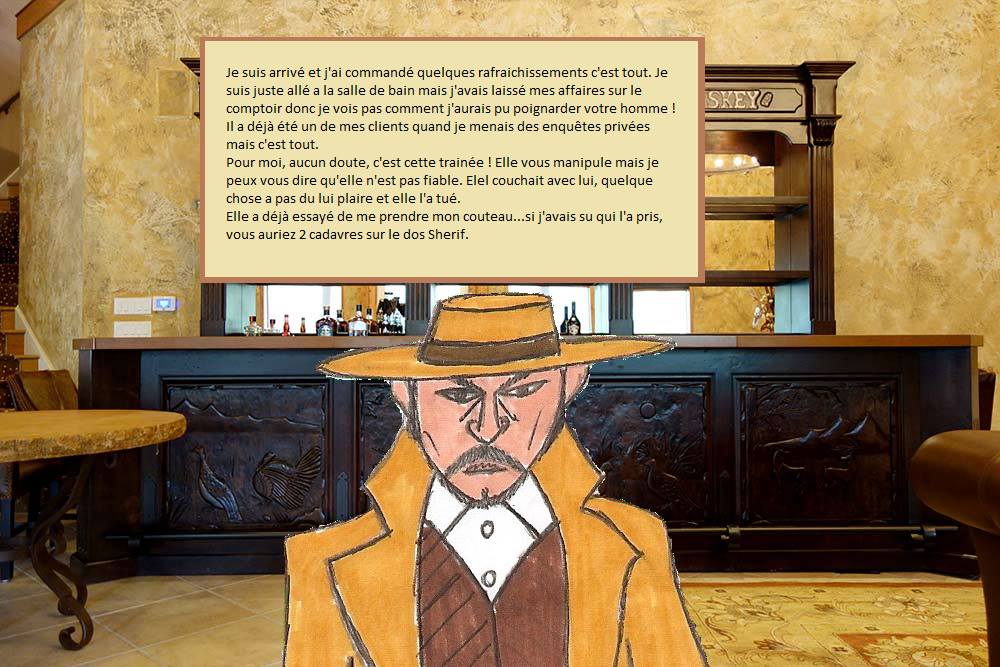 Je suis arrivé et j'ai commandé quelques rafraichissements c'est tout. Je
suis juste allé a la salle de bain mais j'avais laissé mes affaires sur le
comptoir donc je vois pas comment j'aurais pu poignarder votre homme !
Il a déjà été un de mes clients quand je menais des enquêtes privées
mais c'est tout.
Pour moi, aucun doute, c'est cette trainée ! Elle vous manipule mais je
peux vous dire qu'elle n'est pas fiable. Elel couchait avec lui, quelque
chose a pas du lui plaire et elle l'a tué.
Elle a déjà essayé de me prendre mon couteau...si j'avais su qui l'a pris,
vous auriez 2 cadavres sur le dos Sherif.